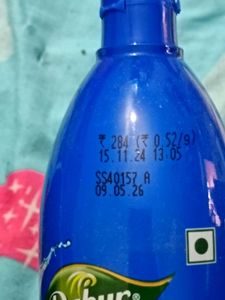 ₹ 284 (₹ 0.52/g)
15.11.24 13:05
SS40157 A
09.05.26
Dabur®